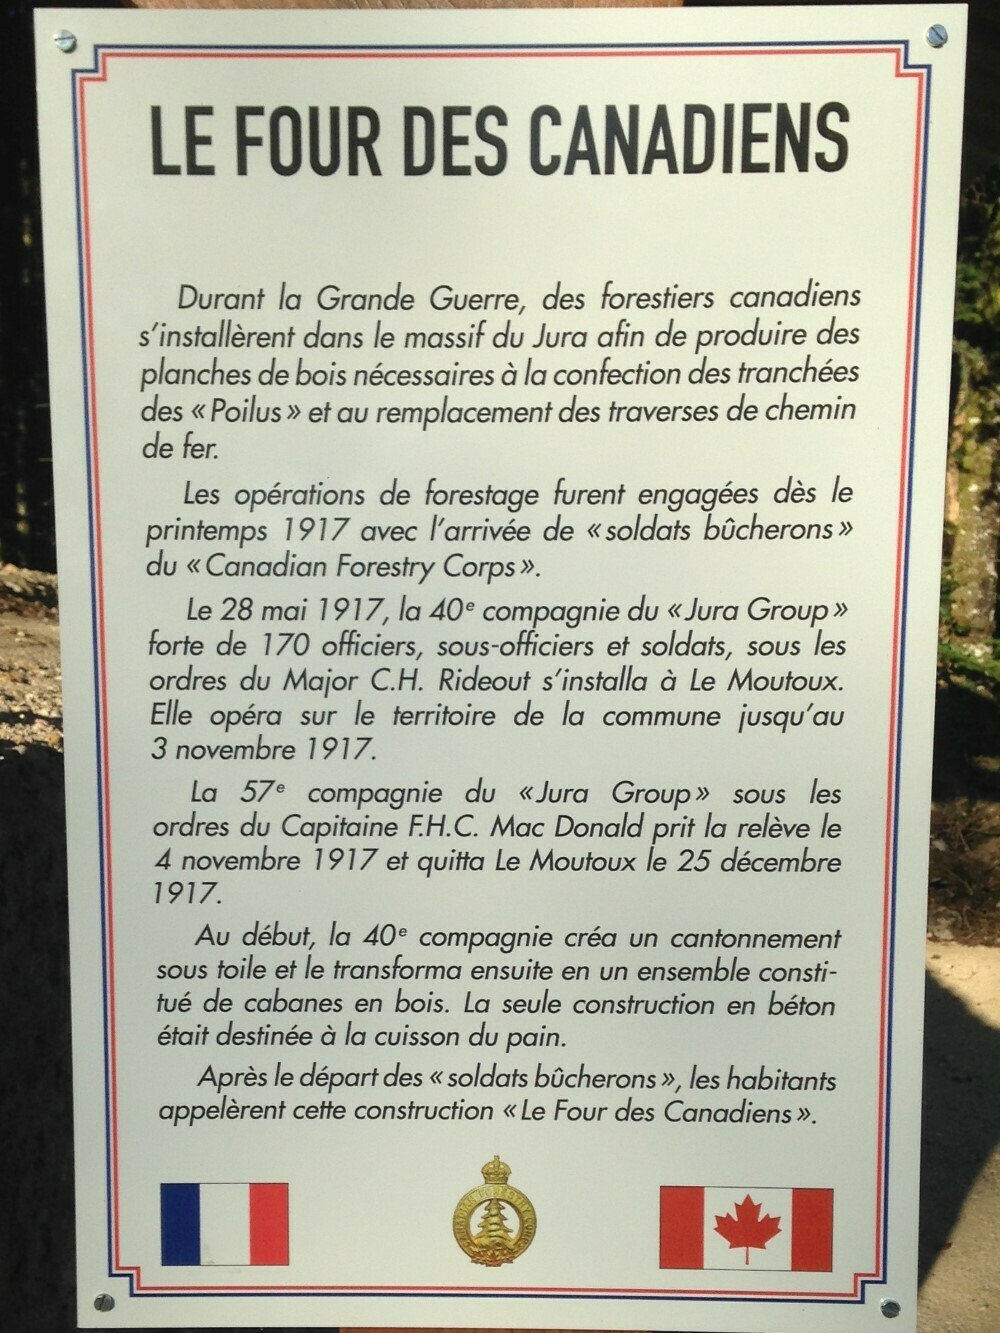 LE FOUR DES CANADIENS
Durant la Grande Guerre, des forestiers canadiens
s'installèrent dans le massif du Jura afin de produire des
planches de bois nécessaires à la confection des tranchées
des « Poilus » et au remplacement des traverses de chemin
de fer.
Les opérations de forestage furent engagées dès le
printemps 1917 avec l'arrivée de « soldats bûcherons »
du « Canadian Forestry Corps ».
Le 28 mai 1917, la 40e compagnie du « Jura Group »
forte de 170 officiers, sous-officiers et soldats, sous les
ordres du Major C.H. Rideout s'installa à Le Moutoux.
Elle opéra sur le territoire de la commune jusqu'au
3 novembre 1917.
La 57e compagnie du « Jura Group » sous les
ordres du Capitaine F.H.C. Mac Donald prit la relève le
4 novembre 1917 et quitta Le Moutoux le 25 décembre
1917.
Au début, la 40e compagnie créa un cantonnement
sous toile et le transforma ensuite en un ensemble consti-
tué de cabanes en bois. La seule construction en béton
était destinée à la cuisson du pain.
Après le départ des « soldats bûcherons », les habitants
appelèrent cette construction « Le Four des Canadiens ».
CANADIAN FORESTRY CORPS